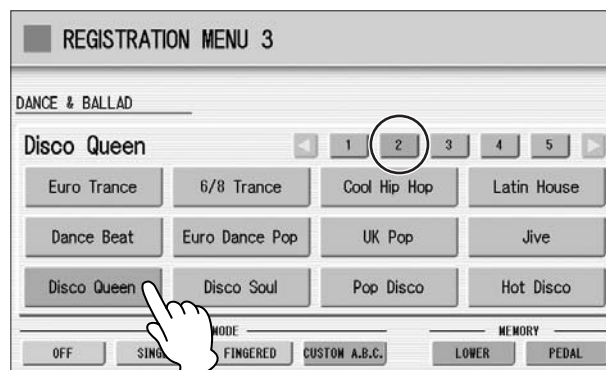 REGISTRATION MENU 3
DANCE & BALLAD
Disco Queen 1 2 3 4 5
Euro Trance 6/8 Trance Cool Hip Hop Latin House
Dance Beat Euro Dance Pop UK Pop Jive
Disco Queen Disco Soul Pop Disco Hot Disco
MEMORY
OFF FINGERED CUSTOM A.B.C. LOWER PEDAL